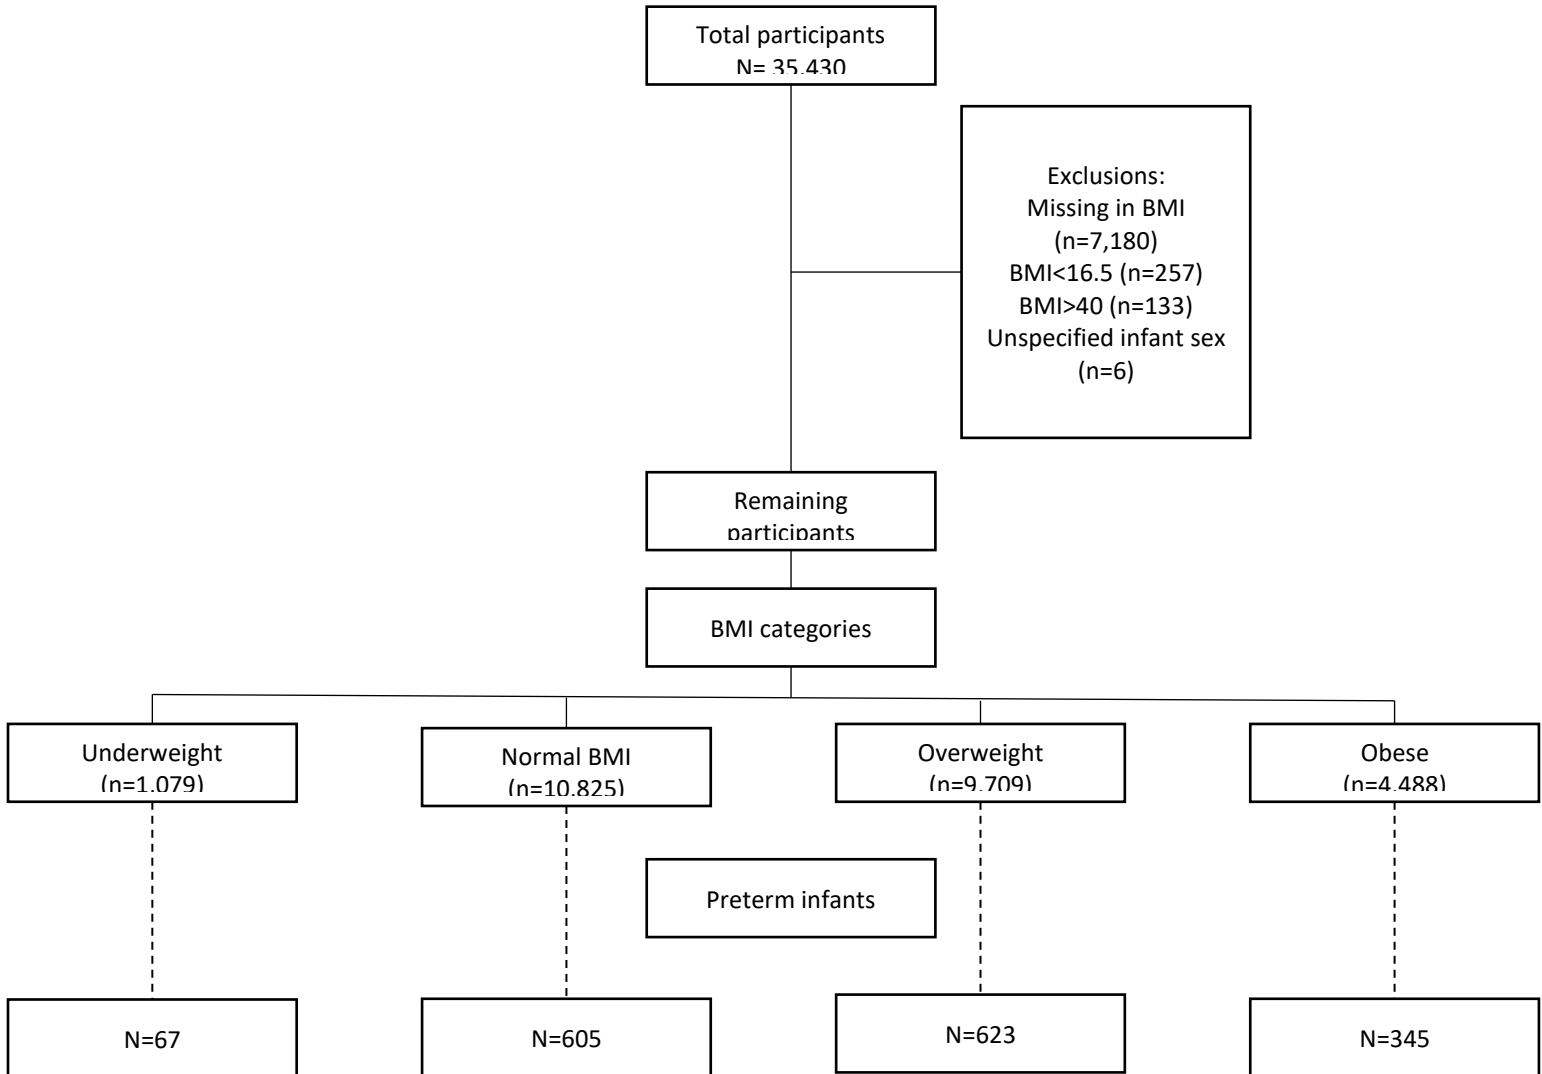 Total participants
N= 35,430
Exclusions:
Missing in BMI
(n=7,180)
BMI<16.5 (n=257)
BMI>40 (n=133)
Unspecified infant sex
(n=6)
Remaining
participants
BMI categories
Underweight
(n=1,079)
Normal BMI
(n=10,825)
Overweight
(n=9,709)
Obese
(n=4,488)
Preterm infants
N=67
N=605
N=623
N=345